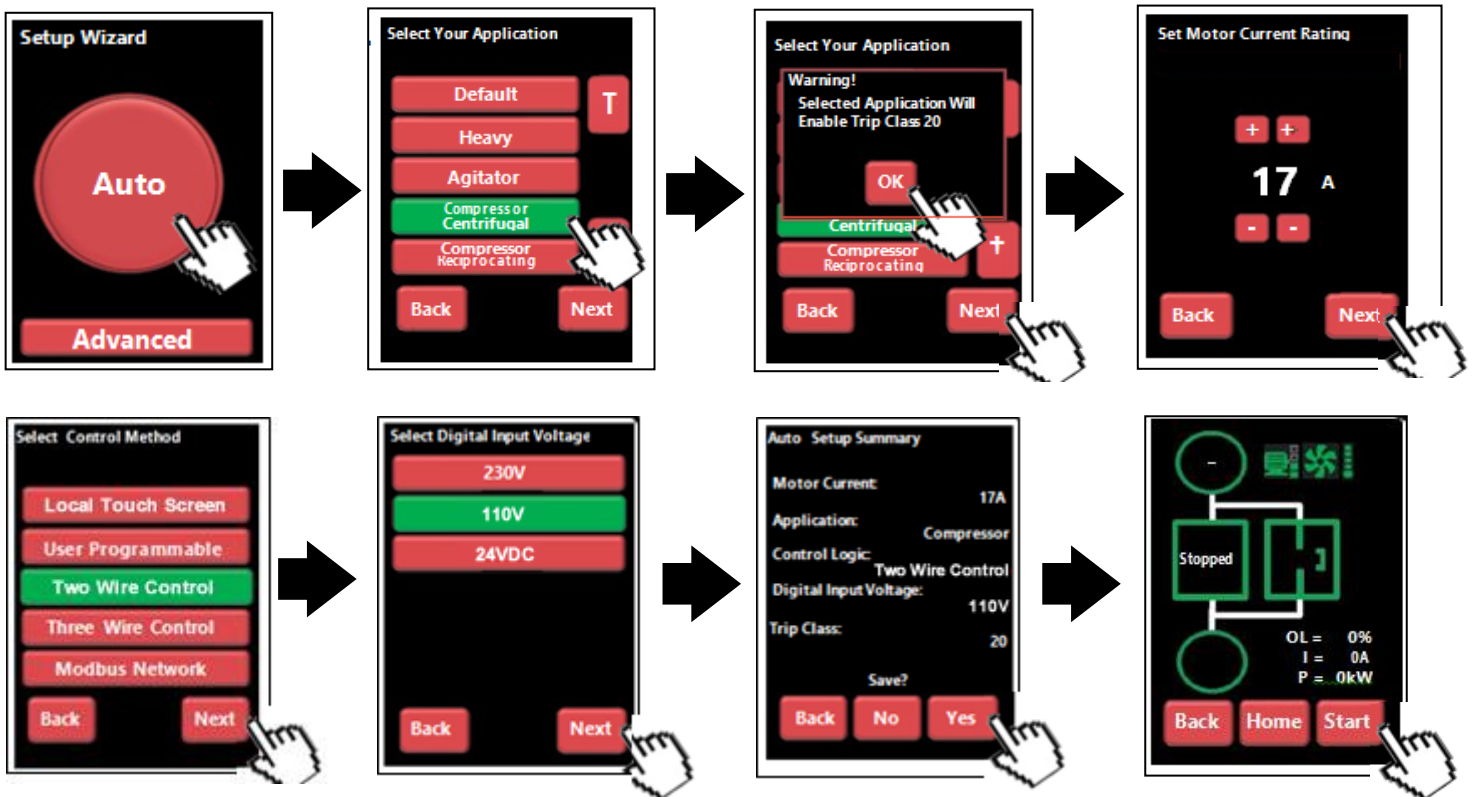 Setup Wizard
Auto
Advanced
Select Your Application
Default
T
Heavy
Agitator
Compressor
Centrifugal
Compressor
Reciprocating
Back
Next
Select Your Application
Warning!
Selected Application Will
Enable Trip Class 20
OK
Centrifugal
Compressor
Reciprocating
Back
Next
Set Motor Current Rating
+ +
17 A
- -
Back
Next
Select Control Method
Local Touch Screen
User Programmable
Two Wire Control
Three Wire Control
Modbus Network
Back
Next
Select Digital Input Voltage
230V
110V
24VDC
Back
Next
Auto Setup Summary
Motor Current:
17A
Application:
Compressor
Control Logic:
Two Wire Control
Digital Input Voltage:
110V
Trip Class:
20
Save?
Back No Yes
-
Stopped
OL = 0%
I = 0A
P = 0kW
Back Home Start